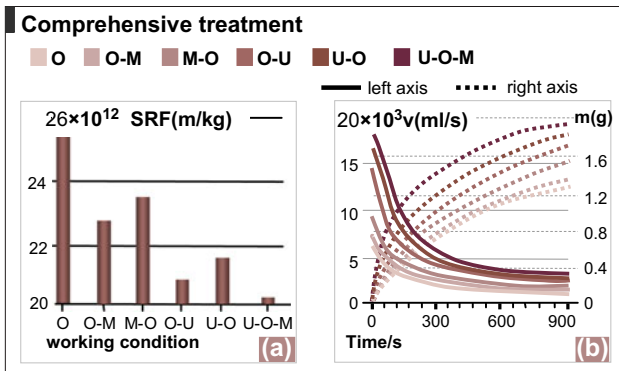 Comprehensive treatment
O O-M M-O O-U U-O U-O-M
left axis right axis
26×10¹² SRF(m/kg)
24
22
20
O O-M M-O O-U U-O U-O-M
working condition
(a)
20×10³v(ml/s) m(g)
15 1.6
1.2
10 0.8
5 0.4
0 0
0 300 600 900
Time/s
(b)